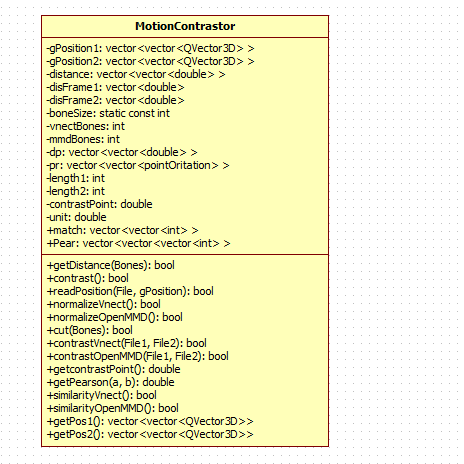 MotionContrastor
-gPosition1: vector<vector<QVector3D> >
-gPosition2: vector<vector<QVector3D> >
-distance: vector<vector<double> >
-disFrame1: vector<double>
-disFrame2: vector<double>
-boneSize: static const int
-vnectBones: int
-mmdBones: int
-dp: vector<vector<double> >
-pr: vector<vector<pointOritation> >
-length1: int
-length2: int
-contrastPoint: double
-unit: double
+match: vector<vector<int> >
+Pear: vector<vector<vector<int> >
+getDistance(Bones): bool
+contrast(): bool
+readPosition(File, gPosition): bool
+normalizeVnect(): bool
+normalizeOpenMMD(): bool
+cut(Bones): bool
+contrastVnect(File1, File2): bool
+contrastOpenMMD(File1, File2): bool
+getcontrastPoint(): double
+getPearson(a, b): double
+similarityVnect(): bool
+similarityOpenMMD(): bool
+getPos1(): vector<vector<QVector3D>>
+getPos2(): vector<vector<QVector3D>>